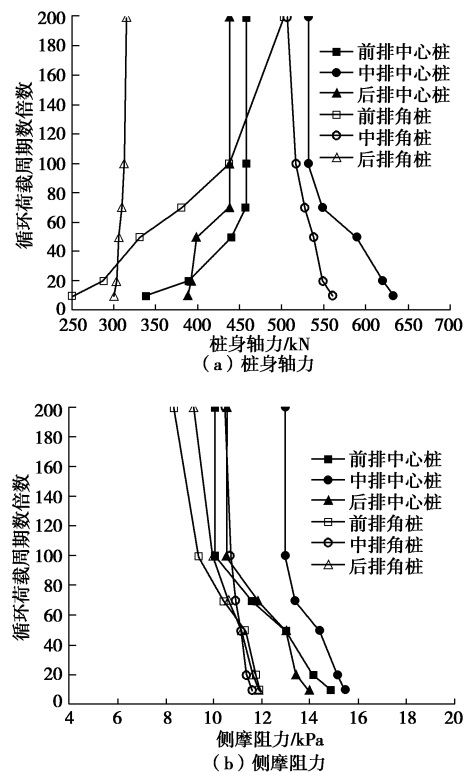 200
180
160
140
120
100
80
60
40
20
0
循环荷载周期数倍数
前排中心桩
中排中心桩
后排中心桩
前排角桩
中排角桩
后排角桩
250 300 350 400 450 500 550 600 650 700
桩身轴力/kN
(a) 桩身轴力
200
180
160
140
120
100
80
60
40
20
0
循环荷载周期数倍数
前排中心桩
中排中心桩
后排中心桩
前排角桩
中排角桩
后排角桩
4 6 8 10 12 14 16 18 20
侧摩阻力/kPa
(b) 侧摩阻力